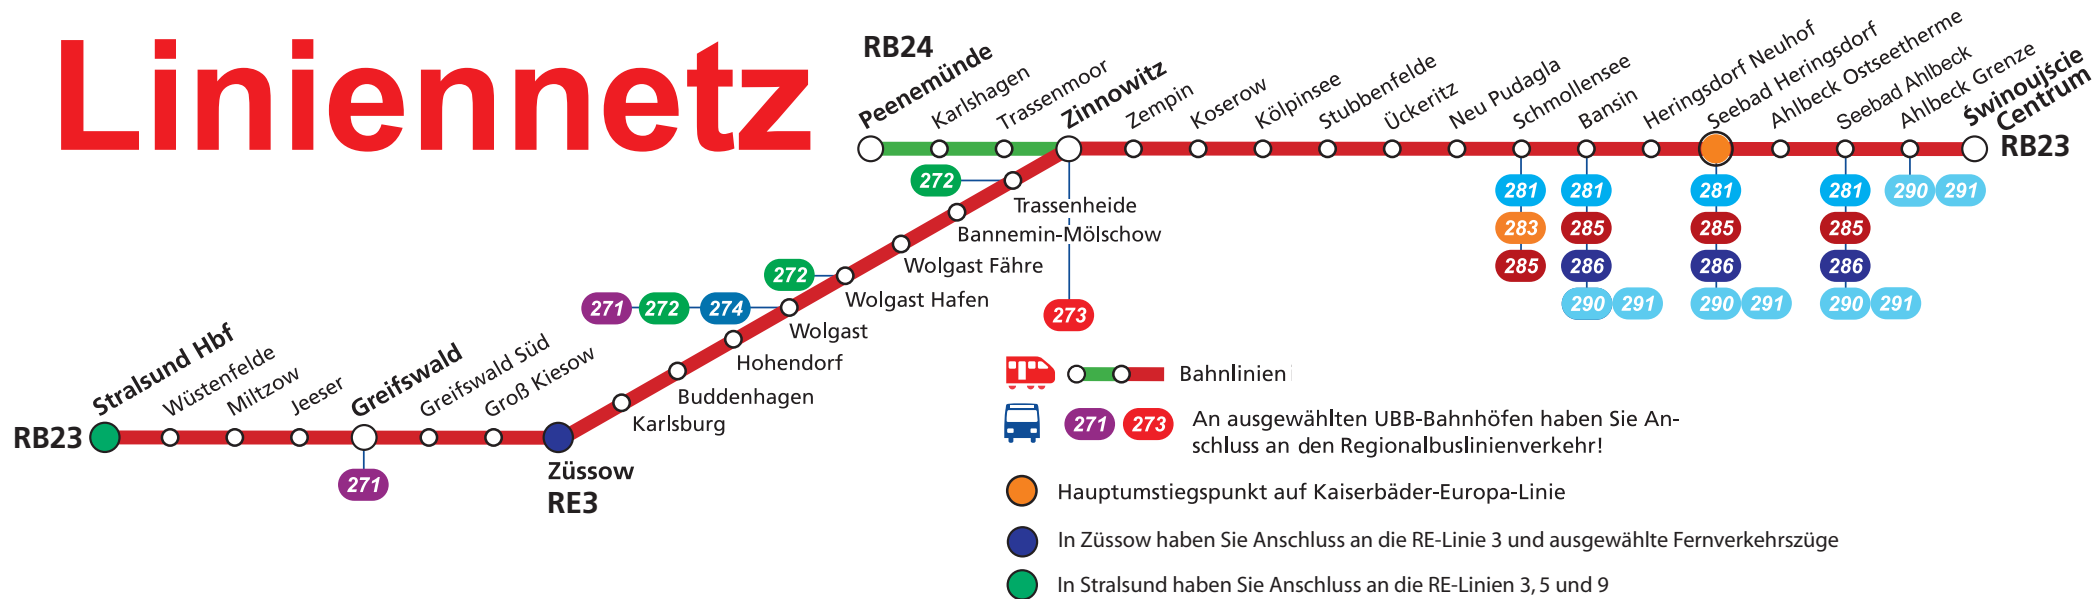 Liniennetz
RB24
Peenemünde
Karlshagen
Trassenmoor
Zinnowitz
Zempin
Koserow
Kölpinsee
Stubbenfelde
Ückeritz
Neu Pudagla
Schmollensee
Bansin
Heringsdorf Neuhof
Seebad Heringsdorf
Ahlbeck Ostseetherme
Seebad Ahlbeck
Ahlbeck Grenze
Świnoujście
Centrum
RB23
272
Trassenheide
Bannemin-Mölschow
Wolgast Fähre
272
Wolgast Hafen
271 272 274
Wolgast
Hohendorf
Buddenhagen
Karlsburg
273
281 281 281 281 290 291
283 285 285 285
285 286 286 286
290 291 290 291 290 291
RB23
Stralsund Hbf
Wüstenfelde
Miltzow
Jeeser
Greifswald
Greifswald Süd
Groß Kiesow
271
Züssow
RE3
Bahnlinien
271 273 An ausgewählten UBB-Bahnhöfen haben Sie An-
schluss an den Regionalbuslinienverkehr!
Hauptumstiegspunkt auf Kaiserbäder-Europa-Linie
In Züssow haben Sie Anschluss an die RE-Linie 3 und ausgewählte Fernverkehrszüge
In Stralsund haben Sie Anschluss an die RE-Linien 3, 5 und 9